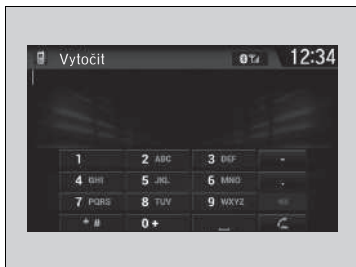 Vytočit 12:34
1 2 ABC 3 DEF -
4 GHI 5 JKL 6 MNO .
7 PQRS 8 TUV 9 WXYZ
* # 0 + _